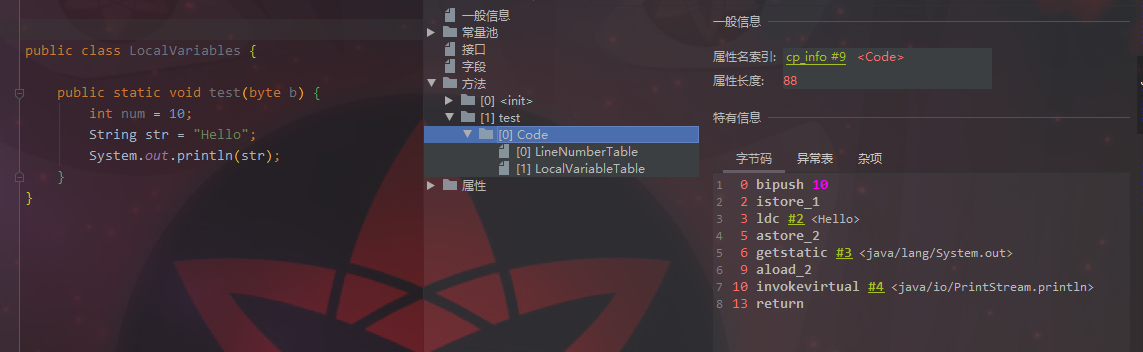 public class LocalVariables {
public static void test(byte b) {
int num = 10;
String str = "Hello";
System.out.println(str);
}
}
一般信息
常量池
接口
字段
方法
[0] <init>
[1] test
[0] Code
[0] LineNumberTable
[1] LocalVariableTable
属性
一般信息
属性名索引: cp_info #9 <Code>
属性长度: 88
特有信息
字节码 异常表 杂项
1 0 bipush 10
2 2 istore_1
3 3 ldc #2 <Hello>
4 5 astore_2
5 6 getstatic #3 <java/lang/System.out>
6 9 aload_2
7 10 invokevirtual #4 <java/io/PrintStream.println>
8 13 return